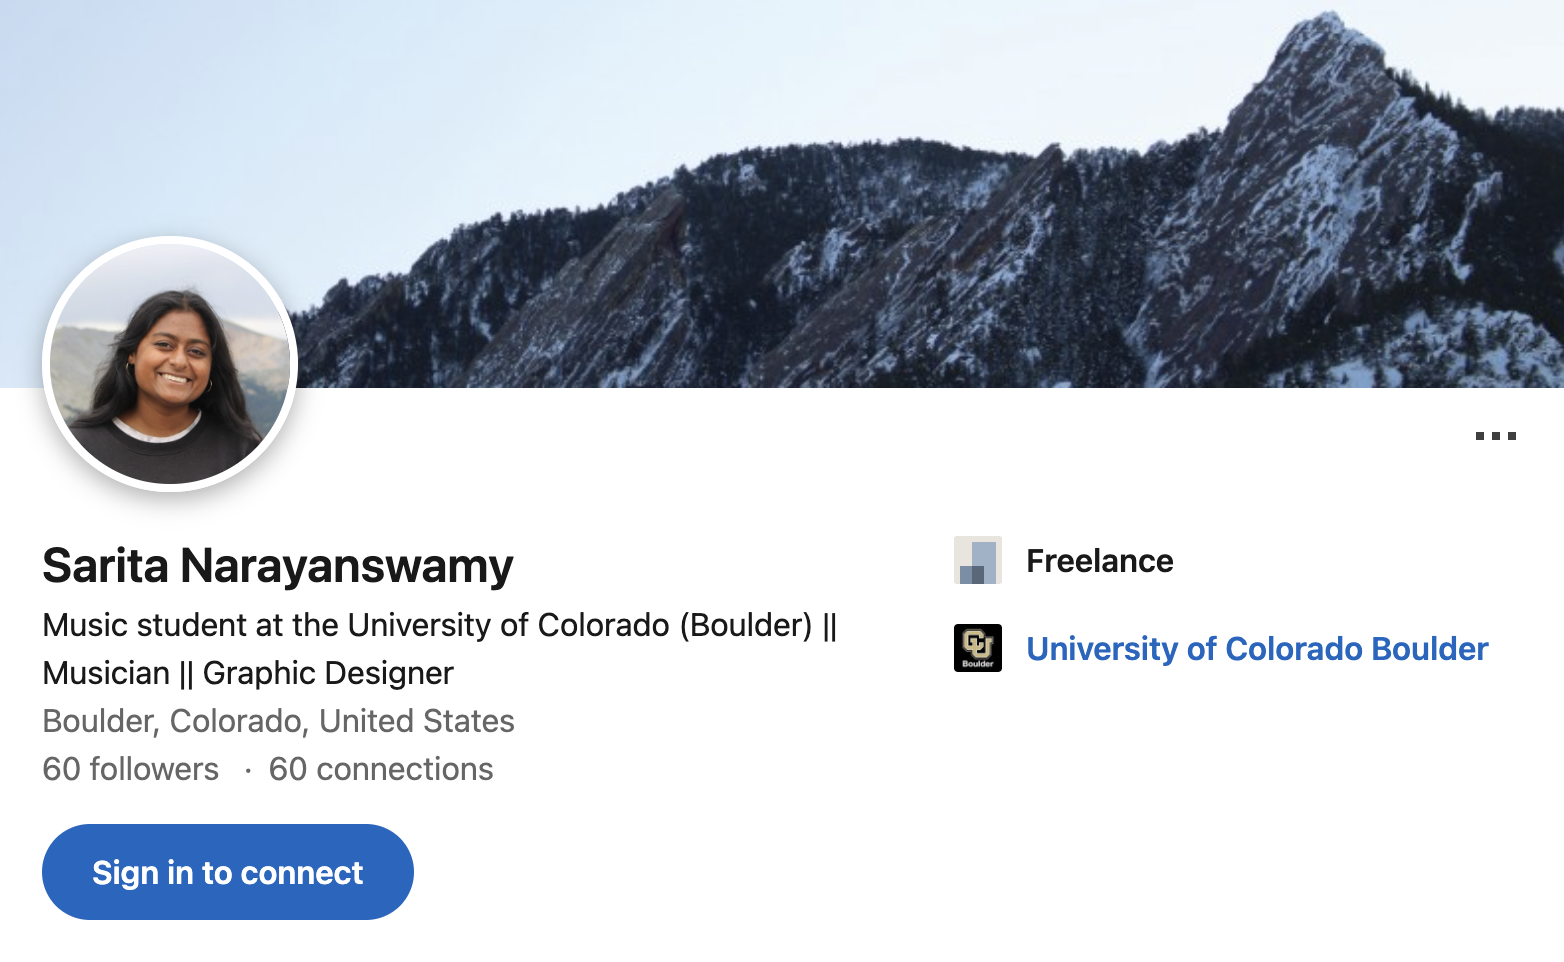 Sarita Narayanswamy
Music student at the University of Colorado (Boulder) ||
Musician || Graphic Designer
Boulder, Colorado, United States
60 followers · 60 connections
Sign in to connect
Freelance
CU
Boulder
University of Colorado Boulder